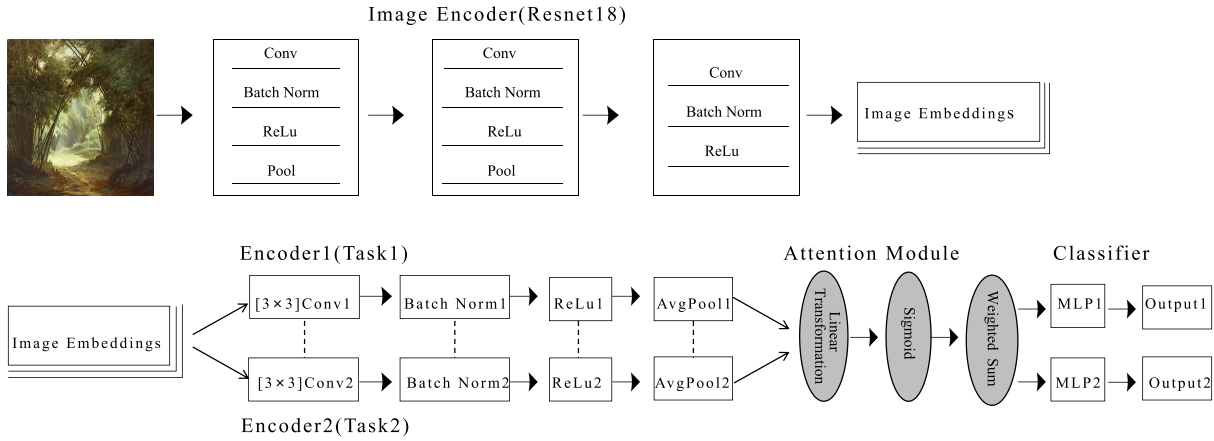 Image Encoder(Resnet18)
Conv
Batch Norm
ReLu
Pool
Conv
Batch Norm
ReLu
Pool
Conv
Batch Norm
ReLu
Image Embeddings
Encoder1(Task1)
Attention Module
Classifier
Image Embeddings
[3×3]Conv1
Batch Norm1
ReLu1
AvgPool1
[3×3]Conv2
Batch Norm2
ReLu2
AvgPool2
Linear
Transformation
Sigmoid
Weighted Sum
MLP1
Output1
MLP2
Output2
Encoder2(Task2)